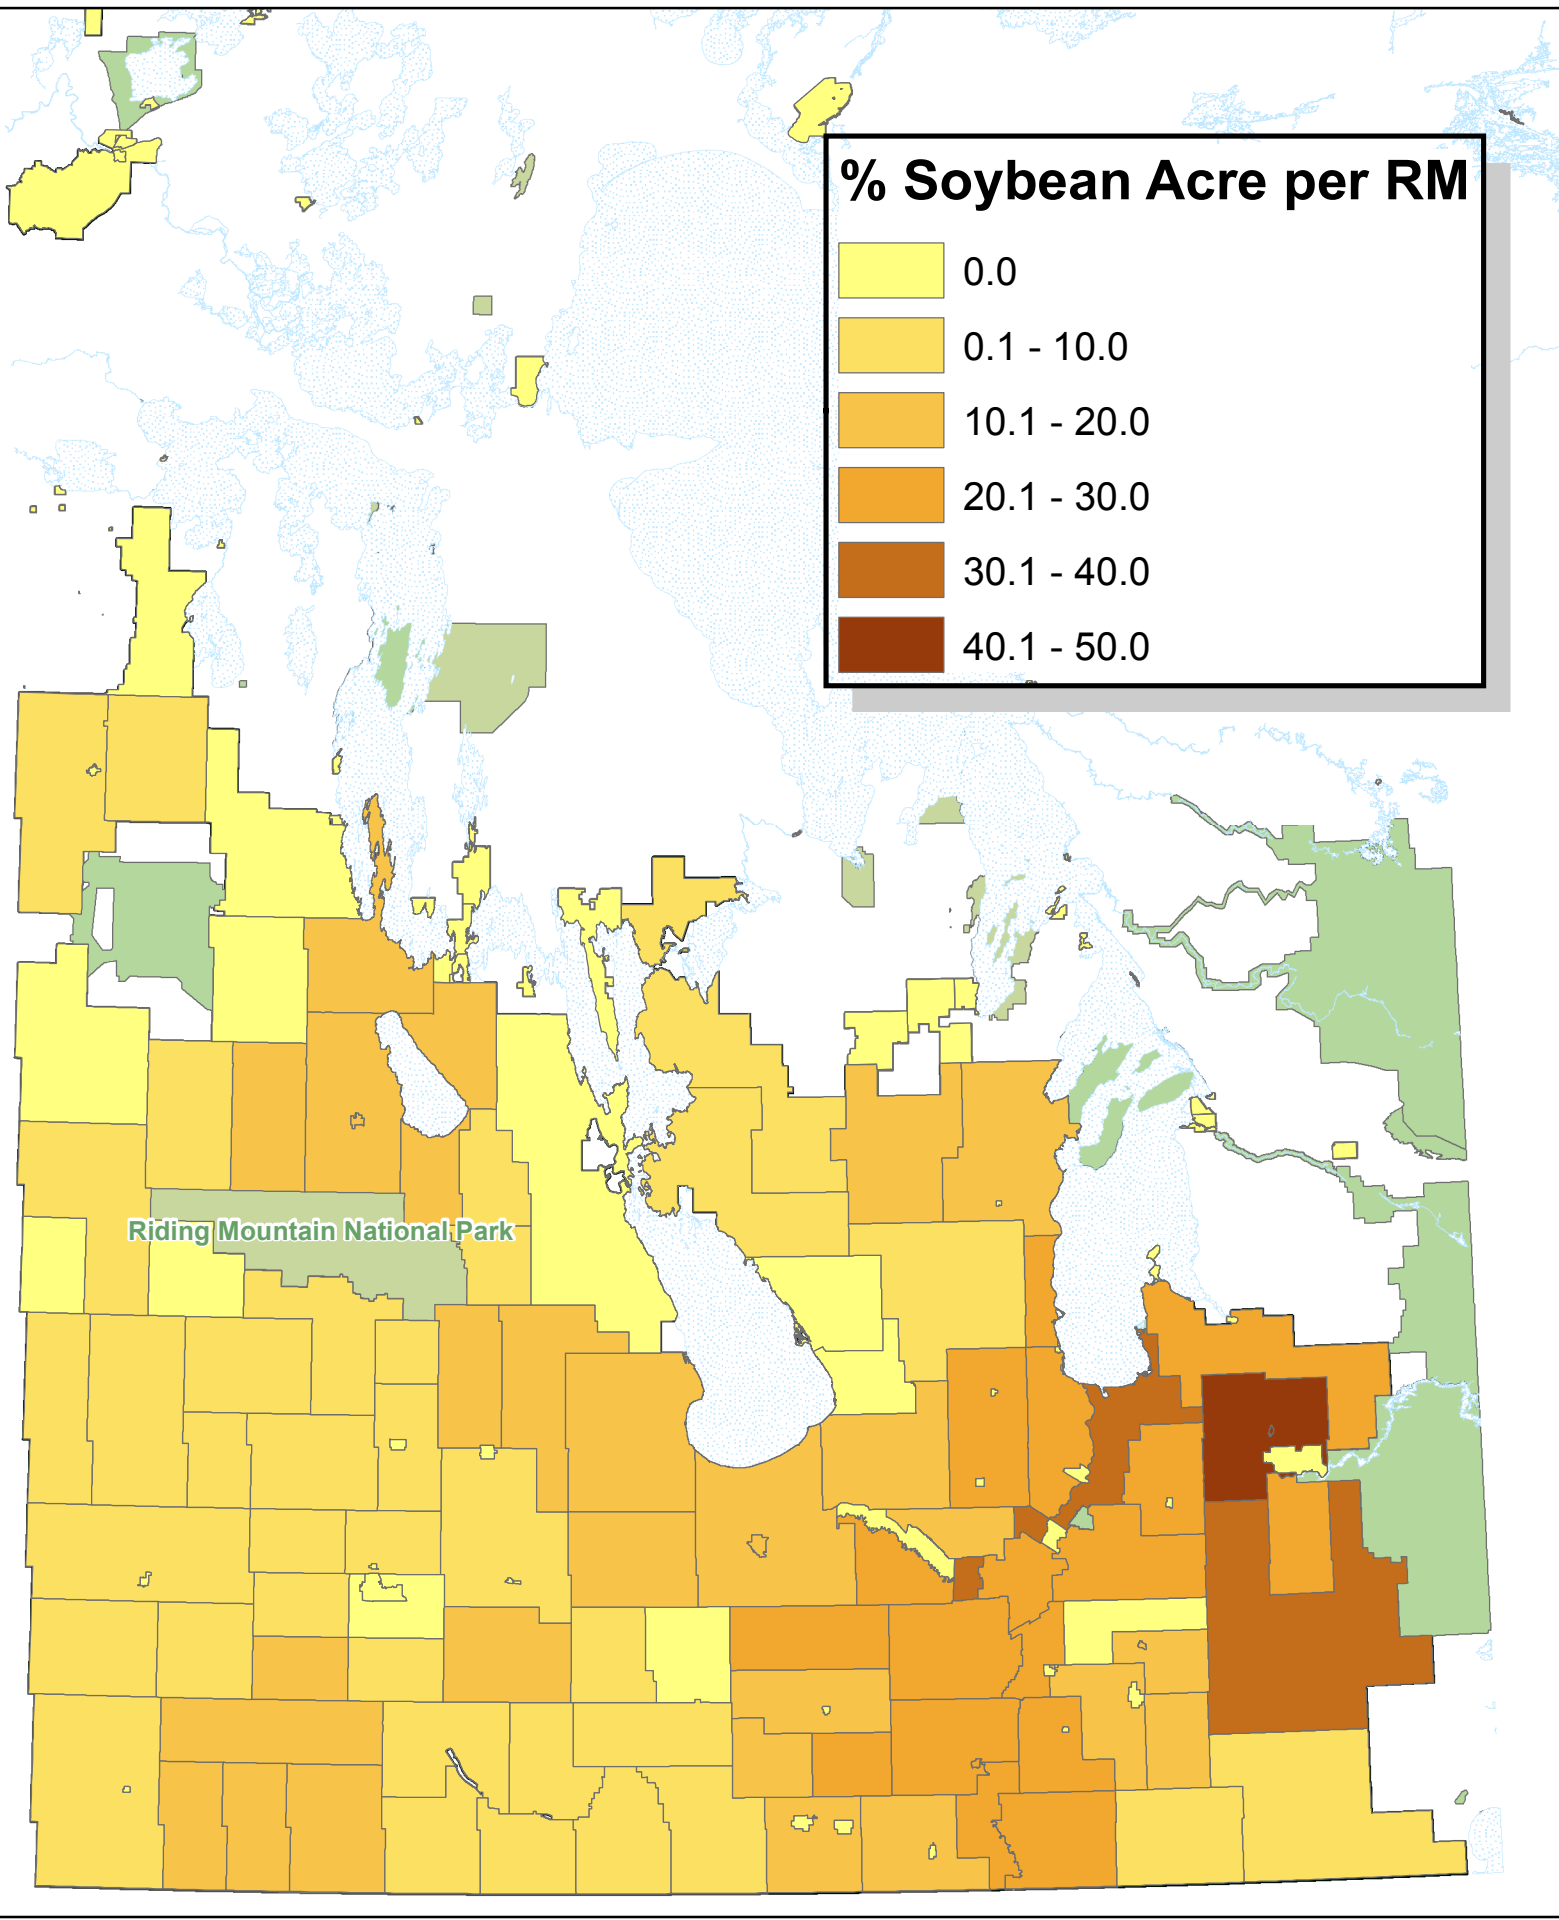 % Soybean Acre per RM
0.0
0.1 - 10.0
10.1 - 20.0
20.1 - 30.0
30.1 - 40.0
40.1 - 50.0
Riding Mountain National Park